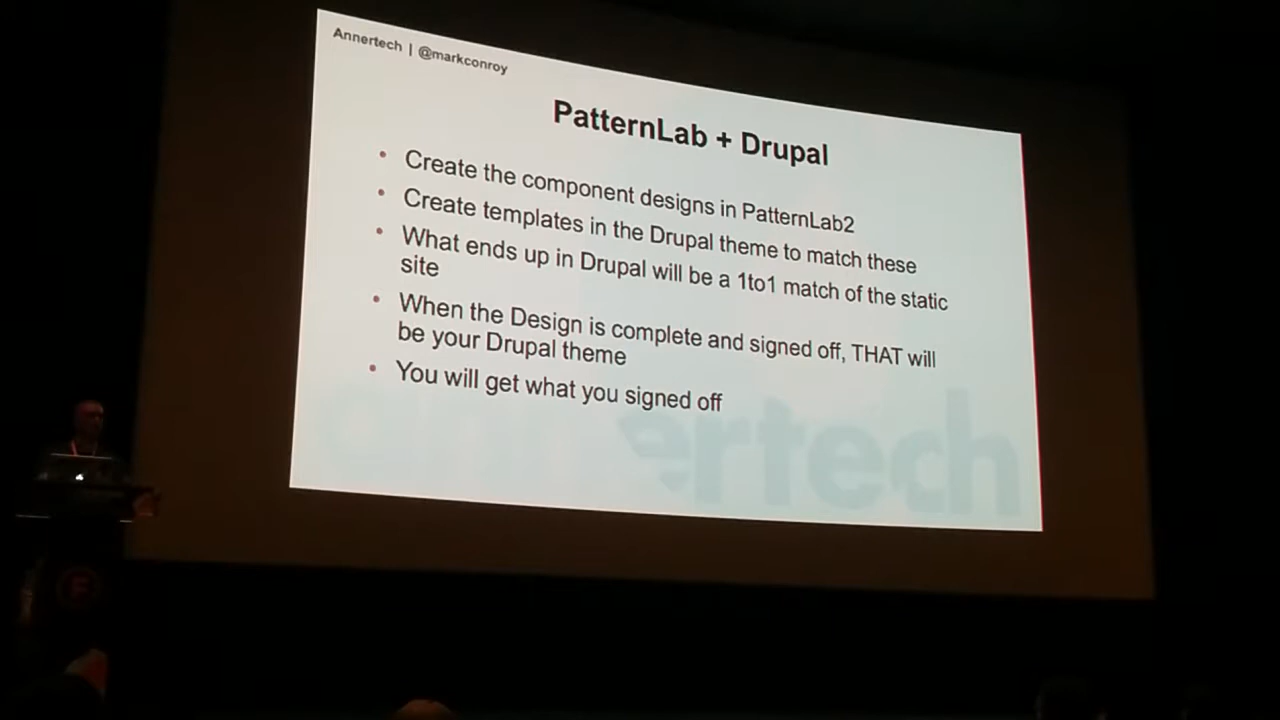 Annertech | @markconroy
PatternLab + Drupal
• Create the component designs in PatternLab2
• Create templates in the Drupal theme to match these
• What ends up in Drupal will be a 1to1 match of the static
site
• When the Design is complete and signed off, THAT will
be your Drupal theme
• You will get what you signed off
annertech